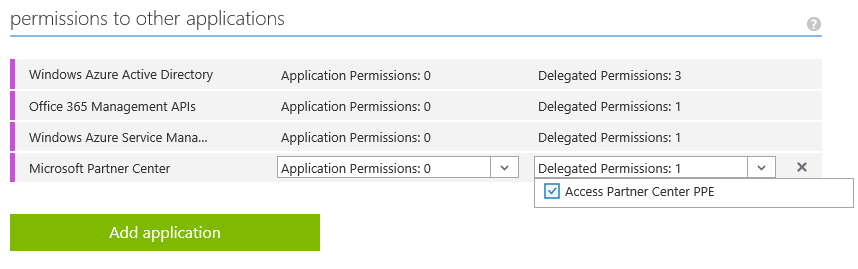 permissions to other applications
?
Windows Azure Active Directory Application Permissions: 0 Delegated Permissions: 3
Office 365 Management APIs Application Permissions: 0 Delegated Permissions: 1
Windows Azure Service Mana... Application Permissions: 0 Delegated Permissions: 1
Microsoft Partner Center Application Permissions: 0 Delegated Permissions: 1
Access Partner Center PPE
Add application